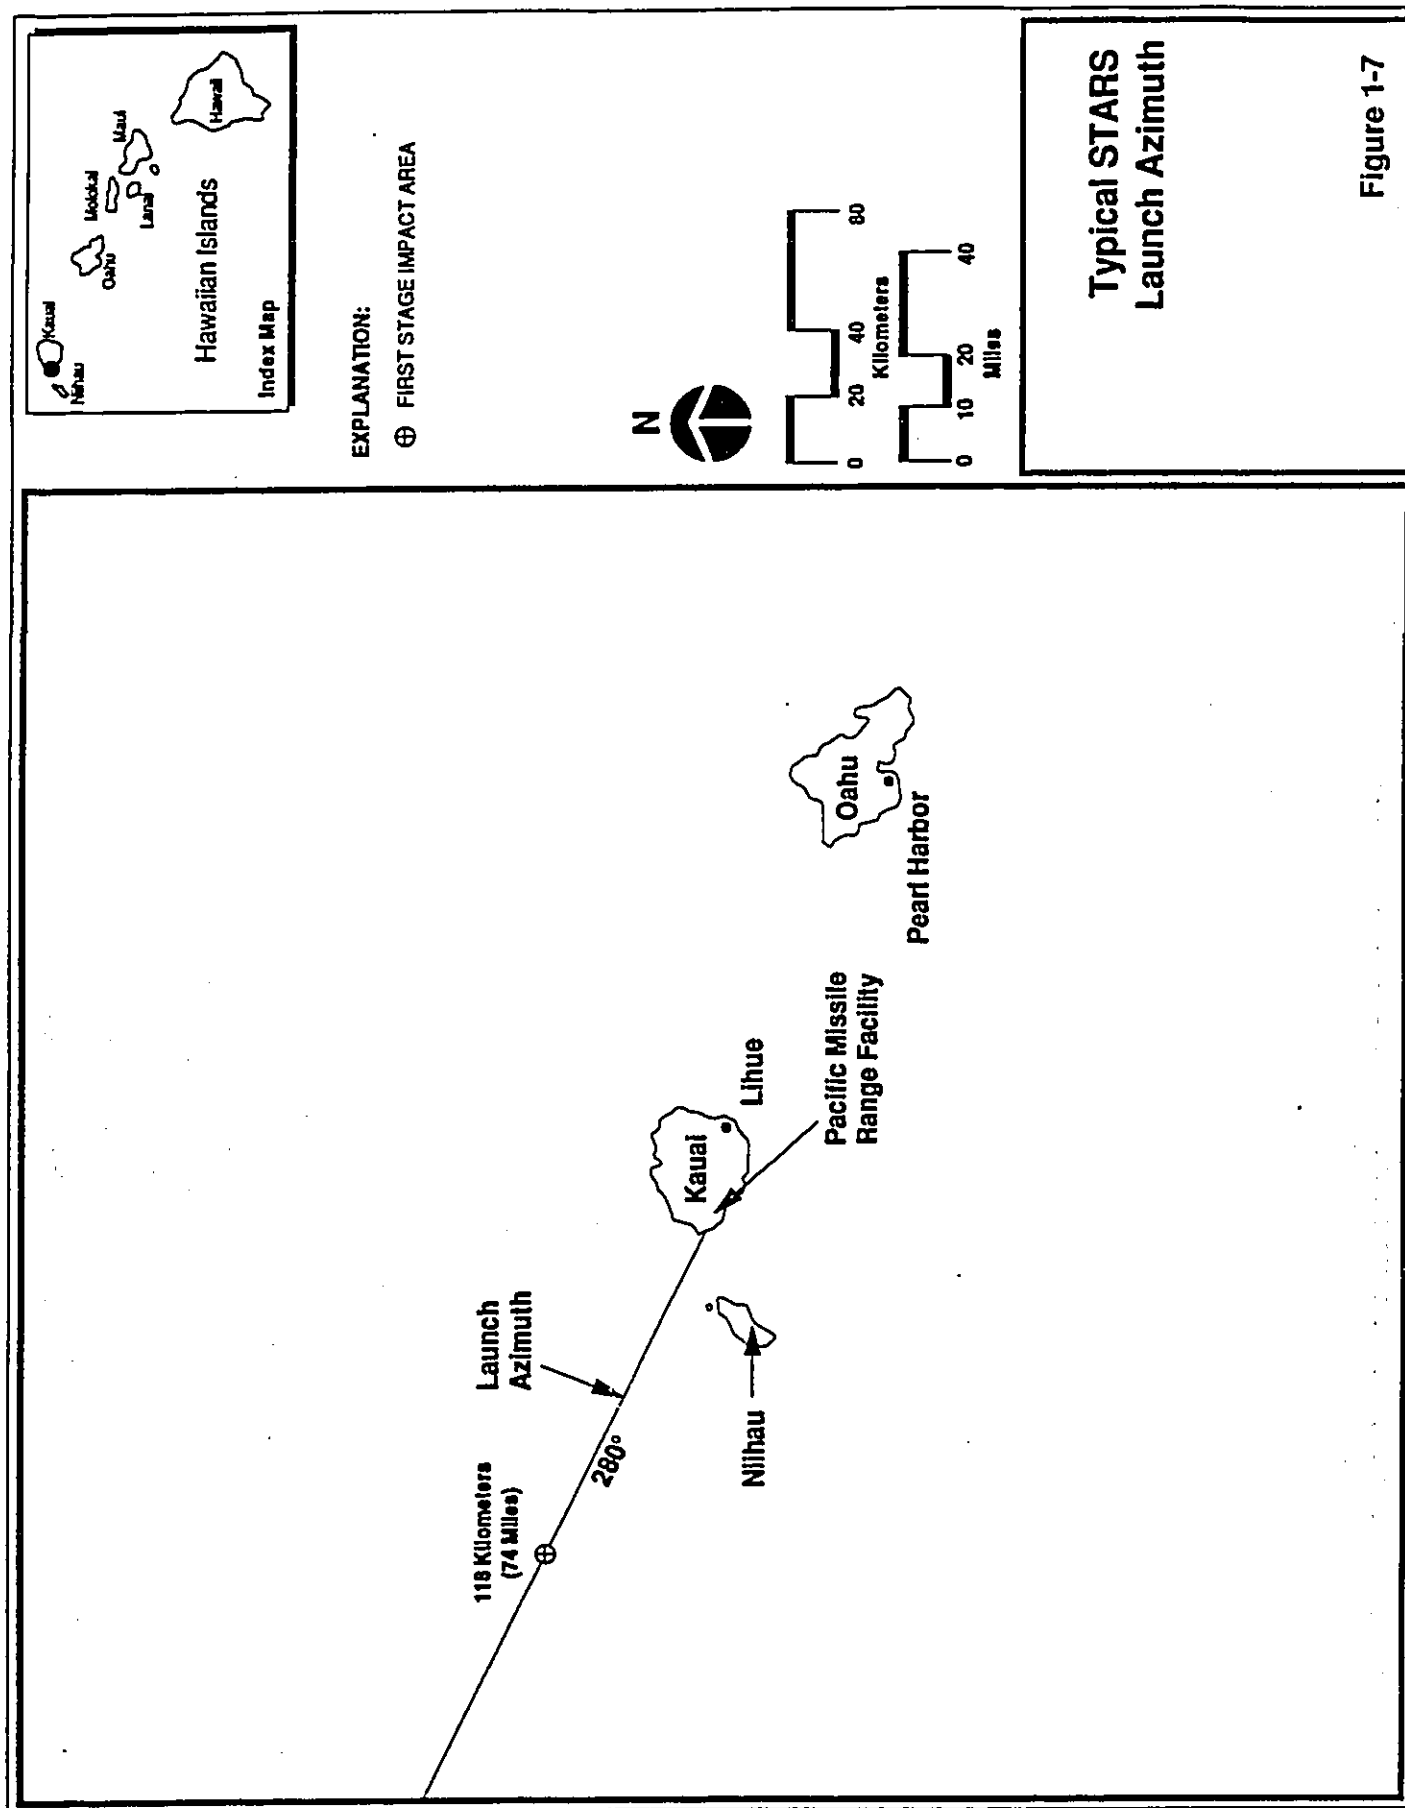 118 Kilometers
(74 Miles)
Launch
Azimuth
280°
Niihau
Kauai
Lihue
Pacific Missile
Range Facility
Oahu
Pearl Harbor
Niihau
Kauai
Oahu
Molokai
Lanai
Maui
Hawaii
Hawaiian Islands
Index Map
EXPLANATION:
⊕ FIRST STAGE IMPACT AREA
N
0 20 40 80
Kilometers
0 10 20 40
Miles
Typical STARS
Launch Azimuth
Figure 1-7